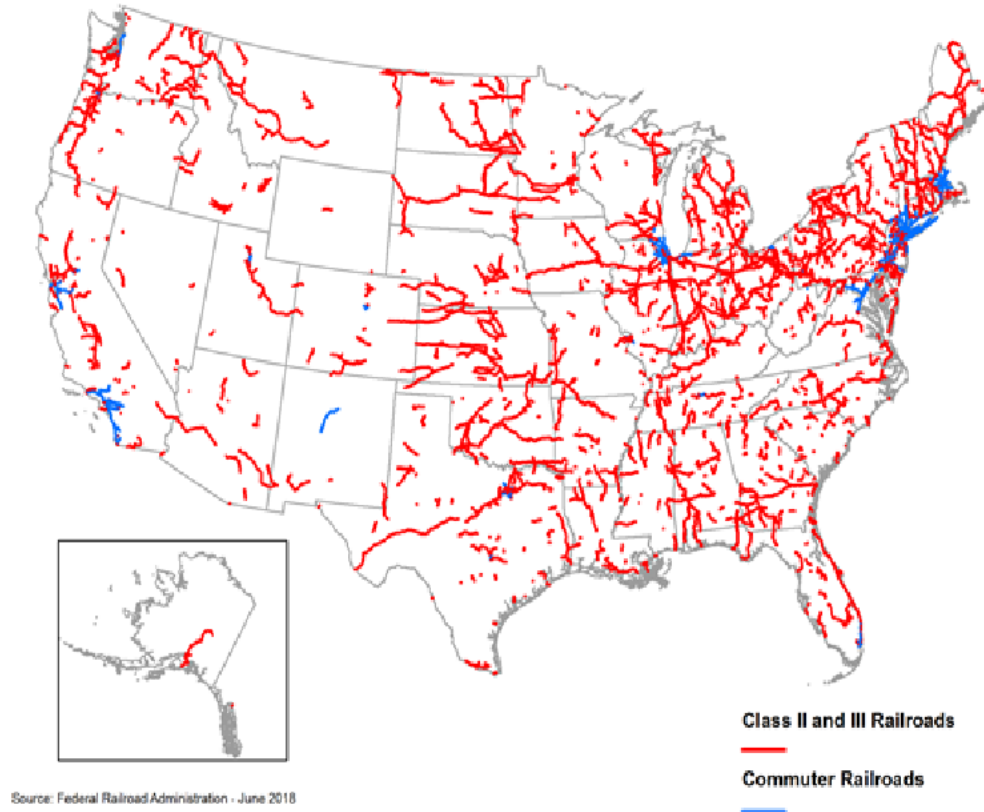 Class II and III Railroads
Commuter Railroads
Source: Federal Railroad Administration - June 2018